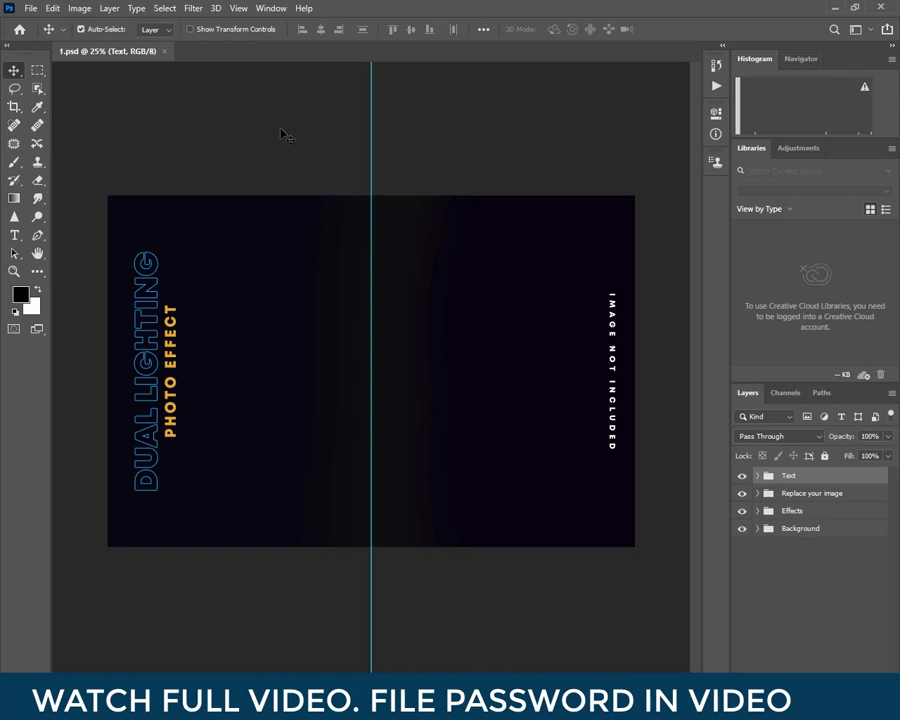 Ps File Edit Image Layer Type Select Filter 3D View Window Help
Auto-Select: Layer Show Transform Controls 3D Mode:
1.psd @ 25% (Text, RGB/8)
Histogram Navigator
Libraries Adjustments
Search Current Library
View by Type
To use Creative Cloud Libraries, you
need to be logged into a Creative Cloud
account.
-- KB
DUAL LIGHTING
PHOTO EFFECT
IMAGE NOT INCLUDED
Layers Channels Paths
Kind
Pass Through Opacity: 100%
Lock: Fill: 100%
Text
Replace your image
Effects
Background
WATCH FULL VIDEO. FILE PASSWORD IN VIDEO